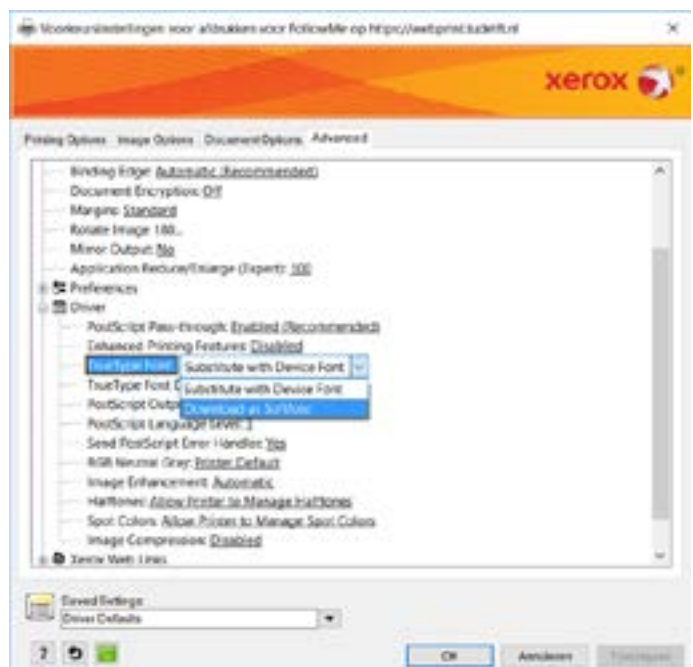 Voorkeursinstellingen voor afdrukken voor FollowMe op https://webprint.tudelft.nl
xerox
Printing Options Image Options Document Options Advanced
Binding Edge: Automatic (Recommended)
Document Encryption: Off
Margins: Standard
Rotate Image 180...
Mirror Output: No
Application Reduce/Enlarge (Expert): 100
Preferences
Driver
PostScript Pass-through: Enabled (Recommended)
Enhanced Printing Features: Disabled
TrueType Font: Substitute with Device Font
TrueType Font Substitute with Device Font
PostScript Outp Download as Softfont
PostScript Language Level: 3
Send PostScript Error Handler: Yes
RGB Neutral Gray: Printer Default
Image Enhancement: Automatic
Halftones: Allow Printer to Manage Halftones
Spot Colors: Allow Printer to Manage Spot Colors
Image Compression: Disabled
Xerox Web Links
Saved Settings
Driver Defaults
?
OK Annuleren